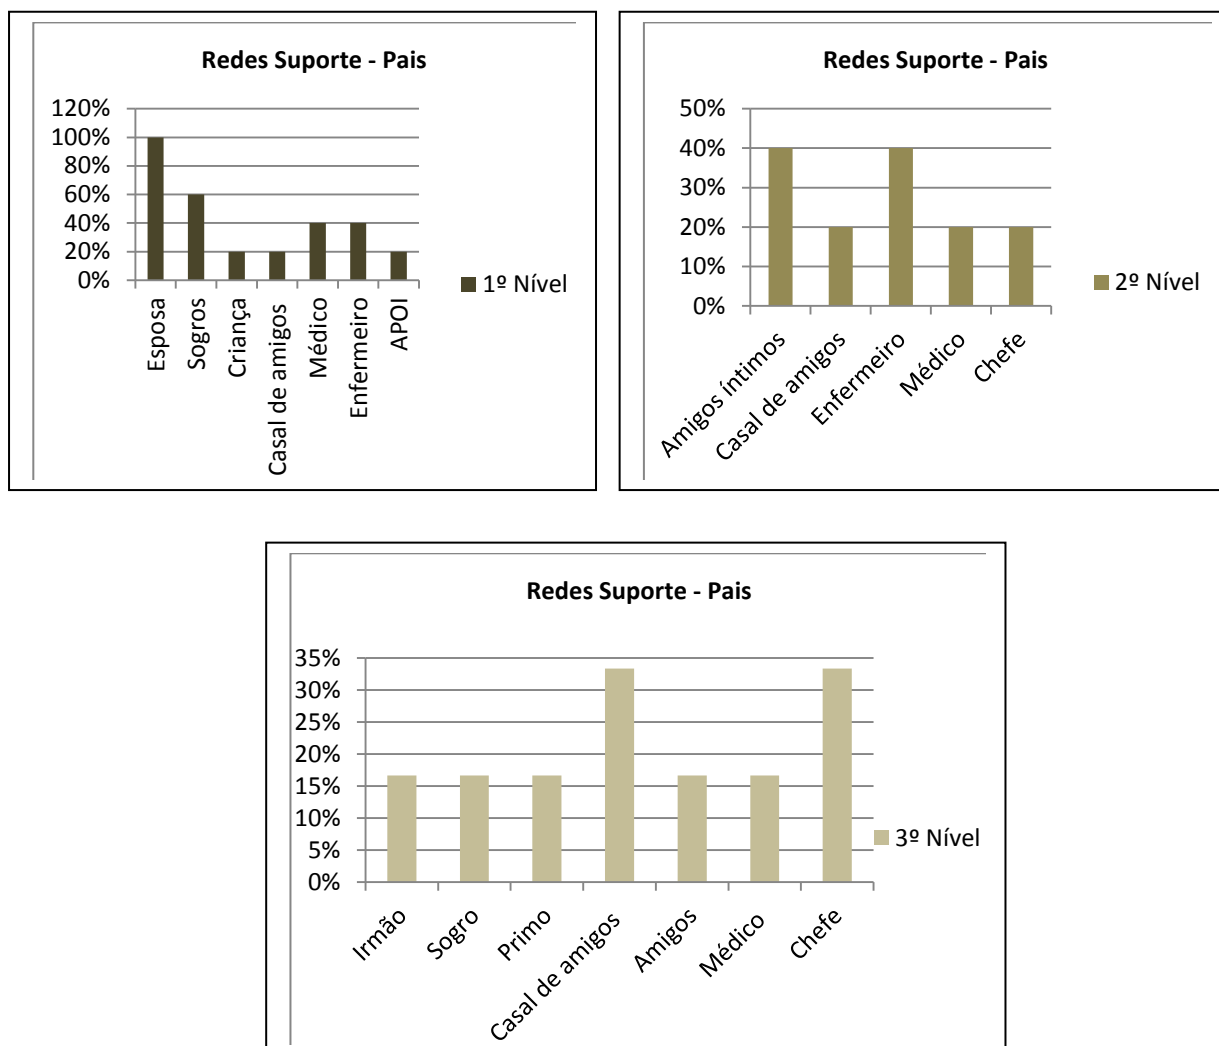 Redes Suporte - Pais
120%
100%
80%
60%
40%
20%
0%
Esposa
Sogros
Criança
Casal de amigos
Médico
Enfermeiro
APOI
1º Nível
Redes Suporte - Pais
50%
40%
30%
20%
10%
0%
Amigos íntimos
Casal de amigos
Enfermeiro
Médico
Chefe
2º Nível
Redes Suporte - Pais
35%
30%
25%
20%
15%
10%
5%
0%
Irmão
Sogro
Primo
Casal de amigos
Amigos
Médico
Chefe
3º Nível